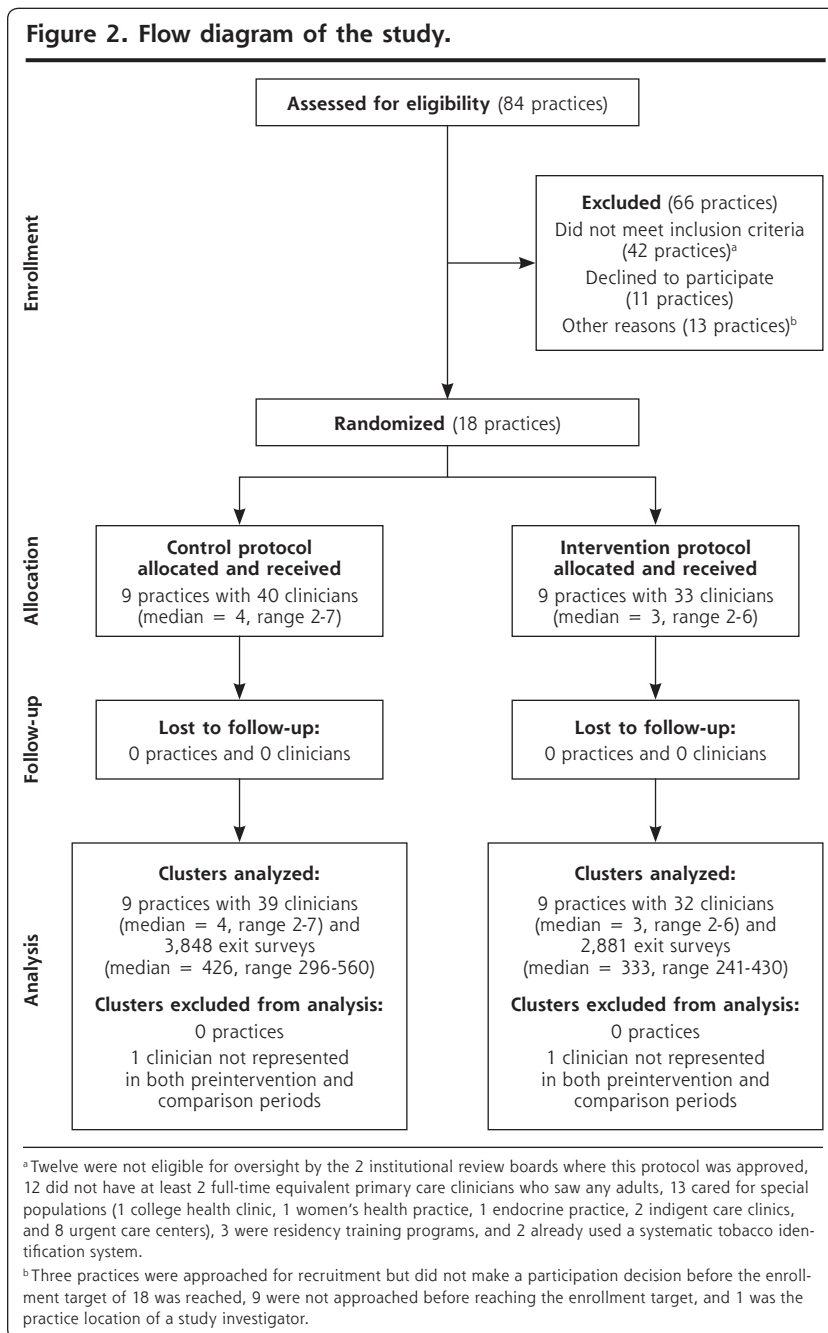 Figure 2. Flow diagram of the study.
Assessed for eligibility (84 practices)
Enrollment
Excluded (66 practices)
Did not meet inclusion criteria
(42 practices)ᵃ
Declined to participate
(11 practices)
Other reasons (13 practices)ᵇ
Randomized (18 practices)
Allocation
Control protocol
allocated and received
9 practices with 40 clinicians
(median = 4, range 2-7)
Intervention protocol
allocated and received
9 practices with 33 clinicians
(median = 3, range 2-6)
Follow-up
Lost to follow-up:
0 practices and 0 clinicians
Lost to follow-up:
0 practices and 0 clinicians
Analysis
Clusters analyzed:
9 practices with 39 clinicians
(median = 4, range 2-7) and
3,848 exit surveys
(median = 426, range 296-560)
Clusters excluded from analysis:
0 practices
1 clinician not represented
in both preintervention and
comparison periods
Clusters analyzed:
9 practices with 32 clinicians
(median = 3, range 2-6) and
2,881 exit surveys
(median = 333, range 241-430)
Clusters excluded from analysis:
0 practices
1 clinician not represented
in both preintervention and
comparison periods
ᵃ Twelve were not eligible for oversight by the 2 institutional review boards where this protocol was approved,
12 did not have at least 2 full-time equivalent primary care clinicians who saw any adults, 13 cared for special
populations (1 college health clinic, 1 women's health practice, 1 endocrine practice, 2 indigent care clinics,
and 8 urgent care centers), 3 were residency training programs, and 2 already used a systematic tobacco iden-
tification system.
ᵇ Three practices were approached for recruitment but did not make a participation decision before the enroll-
ment target of 18 was reached, 9 were not approached before reaching the enrollment target, and 1 was the
practice location of a study investigator.